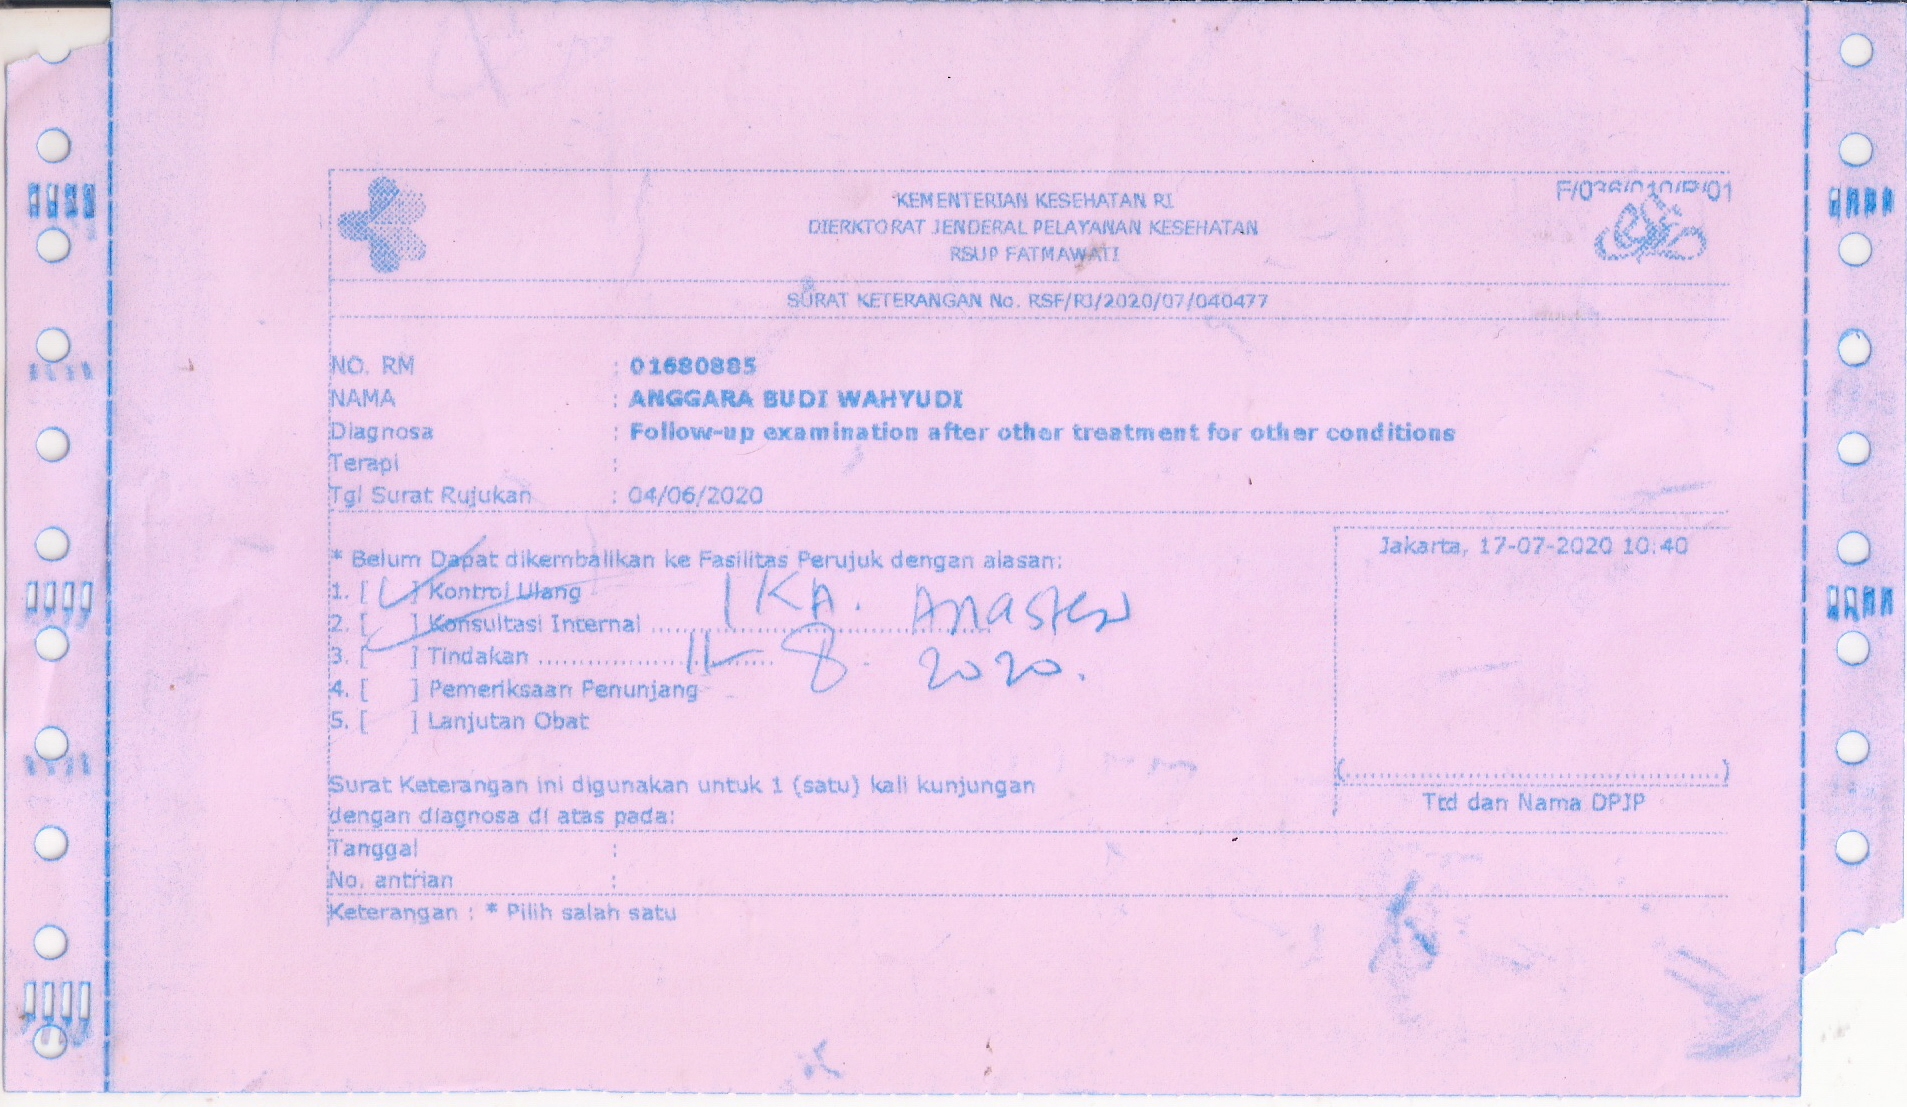 KEMENTERIAN KESEHATAN RI
DIERKTORAT JENDERAL PELAYANAN KESEHATAN
RSUP FATMAWATI
F/036/010/R/01
SURAT KETERANGAN No. RSF/RJ/2020/07/040477
NO. RM : 01680885
NAMA : ANGGARA BUDI WAHYUDI
Diagnosa : Follow-up examination after other treatment for other conditions
Terapi :
Tgl Surat Rujukan : 04/06/2020
* Belum Dapat dikembalikan ke Fasilitas Perujuk dengan alasan:
1. [ ] Kontrol Ulang
2. [ ] Konsultasi Internal .......... IKA. Anastesi
3. [ ] Tindakan .......... 11 - 8 - 2020.
4. [ ] Pemeriksaan Penunjang
5. [ ] Lanjutan Obat
Jakarta, 17-07-2020 10:40
(..........)
Ttd dan Nama DPJP
Surat Keterangan ini digunakan untuk 1 (satu) kali kunjungan
dengan diagnosa di atas pada:
Tanggal :
No. antrian :
Keterangan : * Pilih salah satu